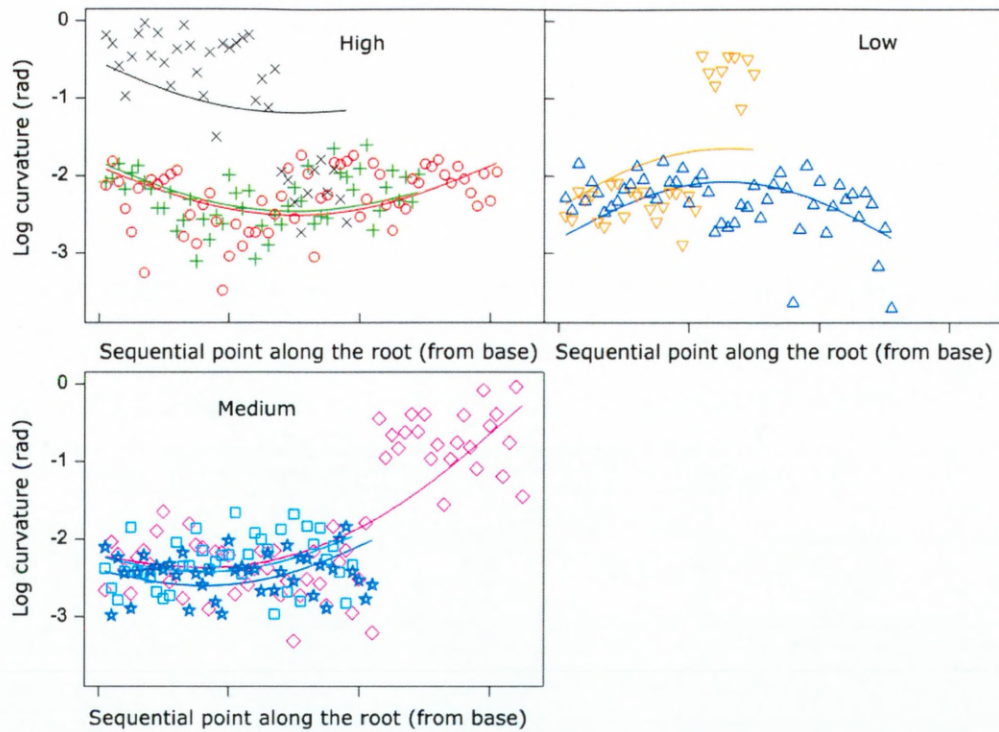 0
-1
-2
-3
Log curvature (rad)
High
Low
Sequential point along the root (from base)
Sequential point along the root (from base)
0
-1
-2
-3
Log curvature (rad)
Medium
Sequential point along the root (from base)